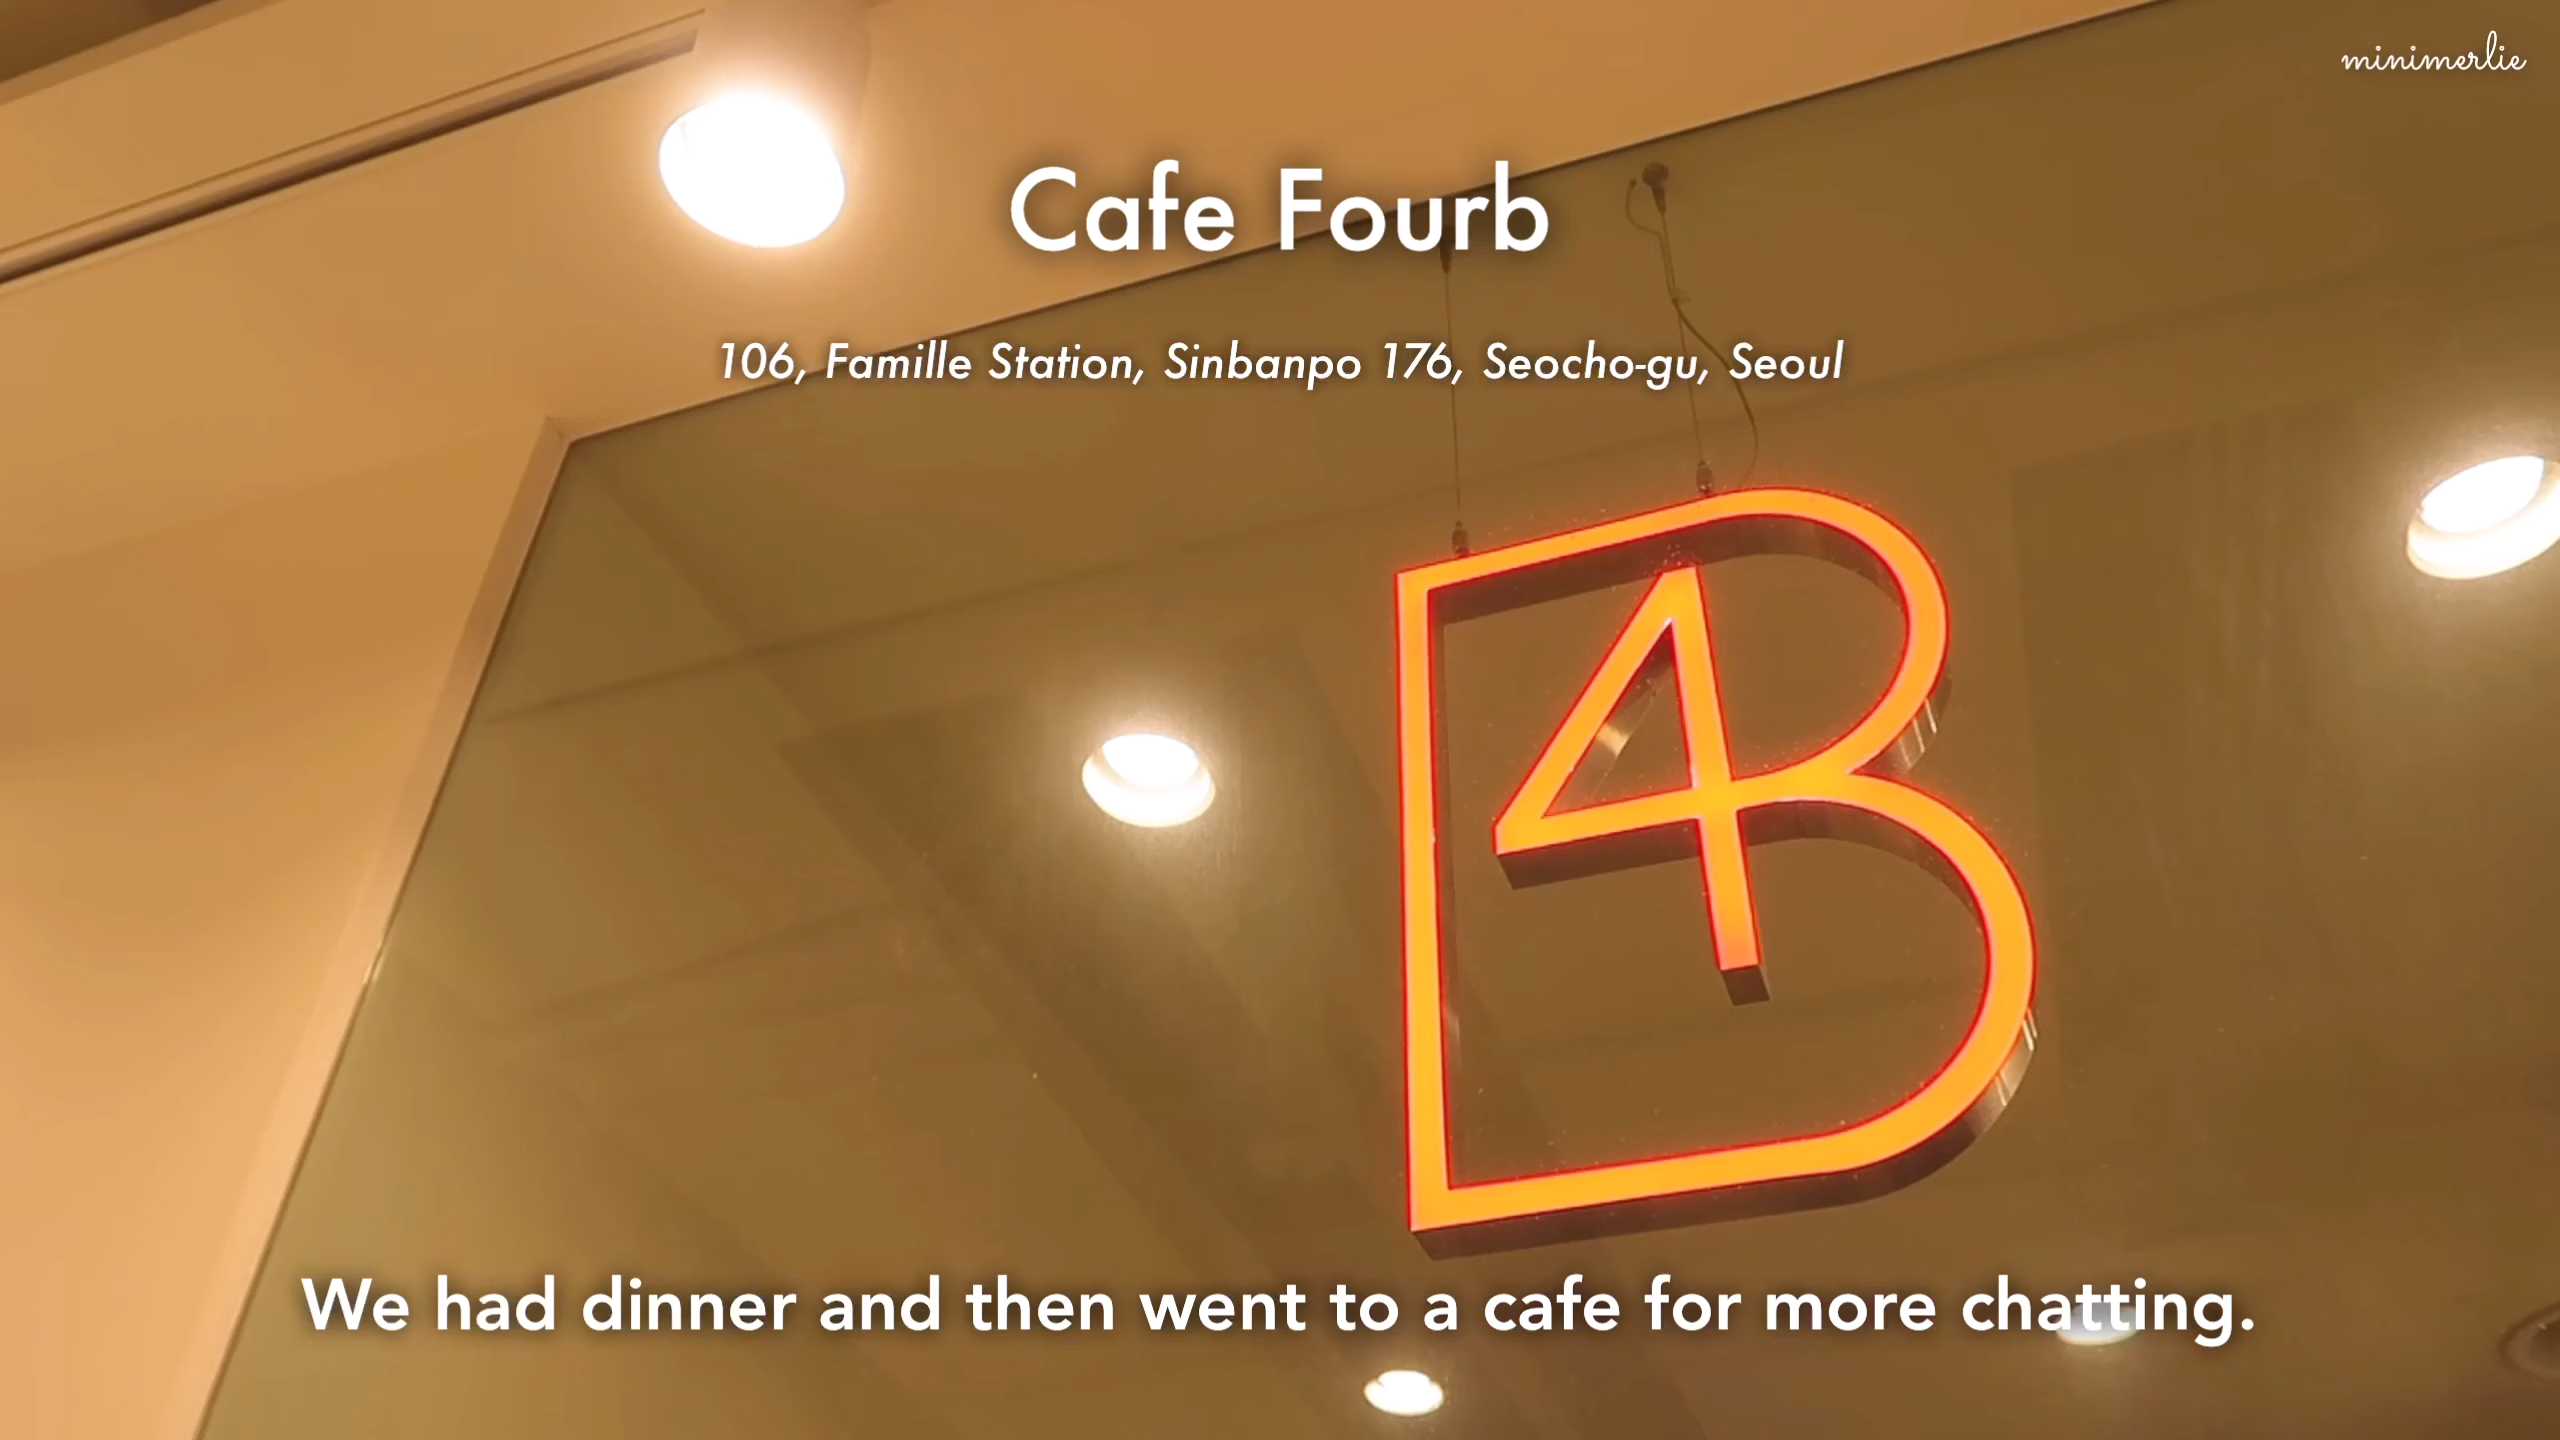 minimerlie
Cafe Fourb
106, Famille Station, Sinbanpo 176, Seocho-gu, Seoul
4B
We had dinner and then went to a cafe for more chatting.